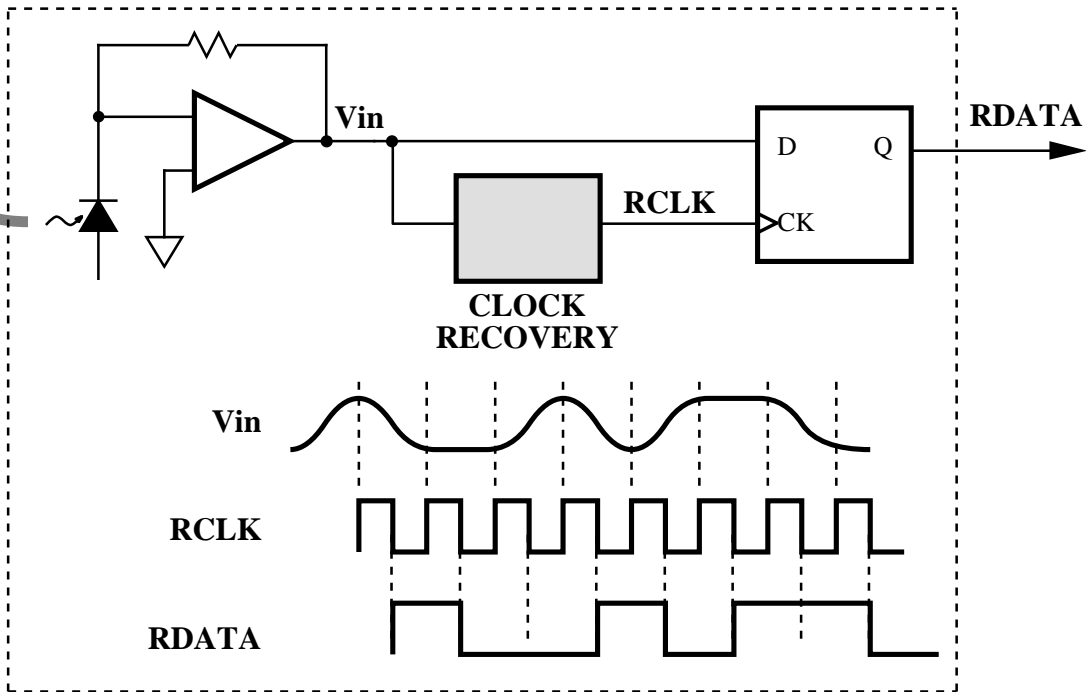 Vin
RDATA
D
Q
RCLK
CK
CLOCK
RECOVERY
Vin
RCLK
RDATA